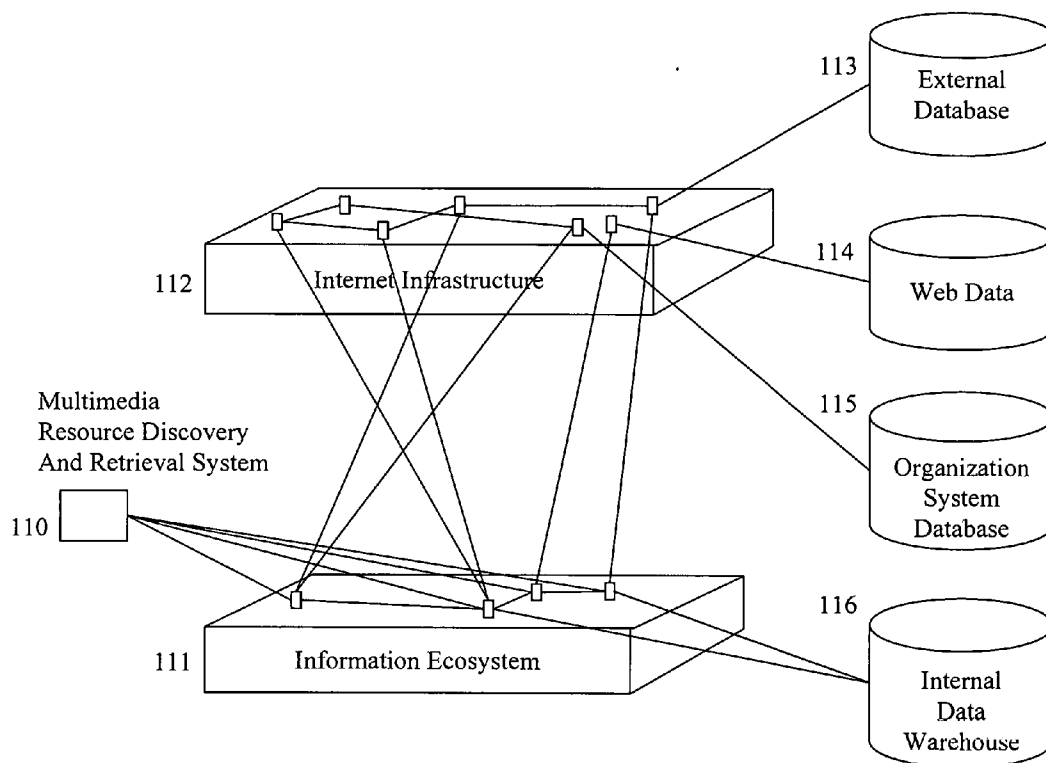 113
External
Database
114
Web Data
112
Internet Infrastructure
115
Organization
System
Database
Multimedia
Resource Discovery
And Retrieval System
110
116
Internal
Data
Warehouse
111
Information Ecosystem